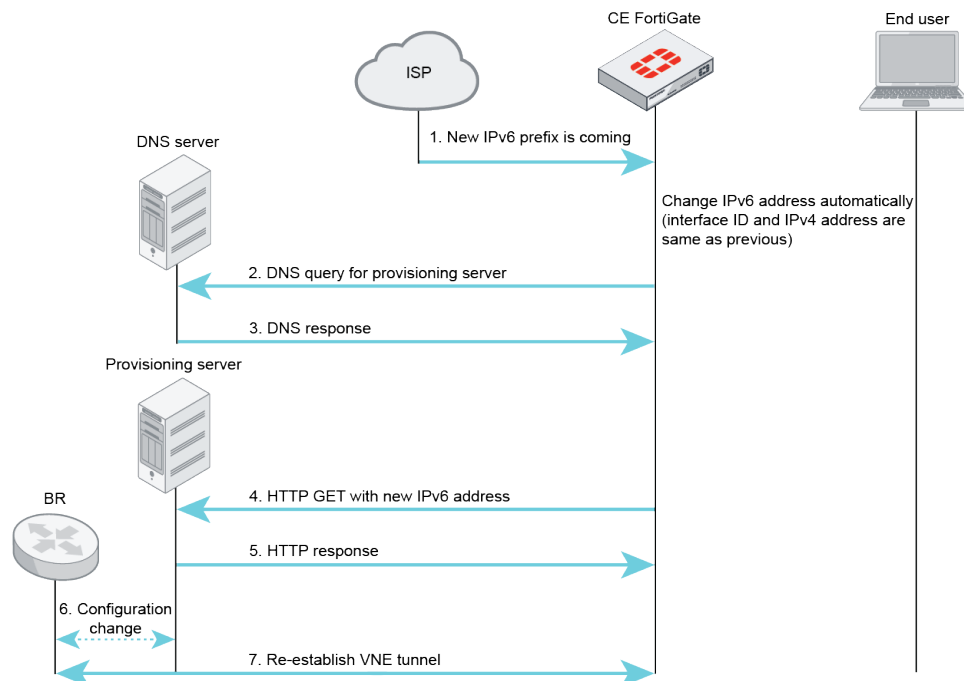 CE FortiGate
End user
ISP
1. New IPv6 prefix is coming
DNS server
Change IPv6 address automatically
(interface ID and IPv4 address are
same as previous)
2. DNS query for provisioning server
3. DNS response
Provisioning server
4. HTTP GET with new IPv6 address
BR
5. HTTP response
6. Configuration
change
7. Re-establish VNE tunnel